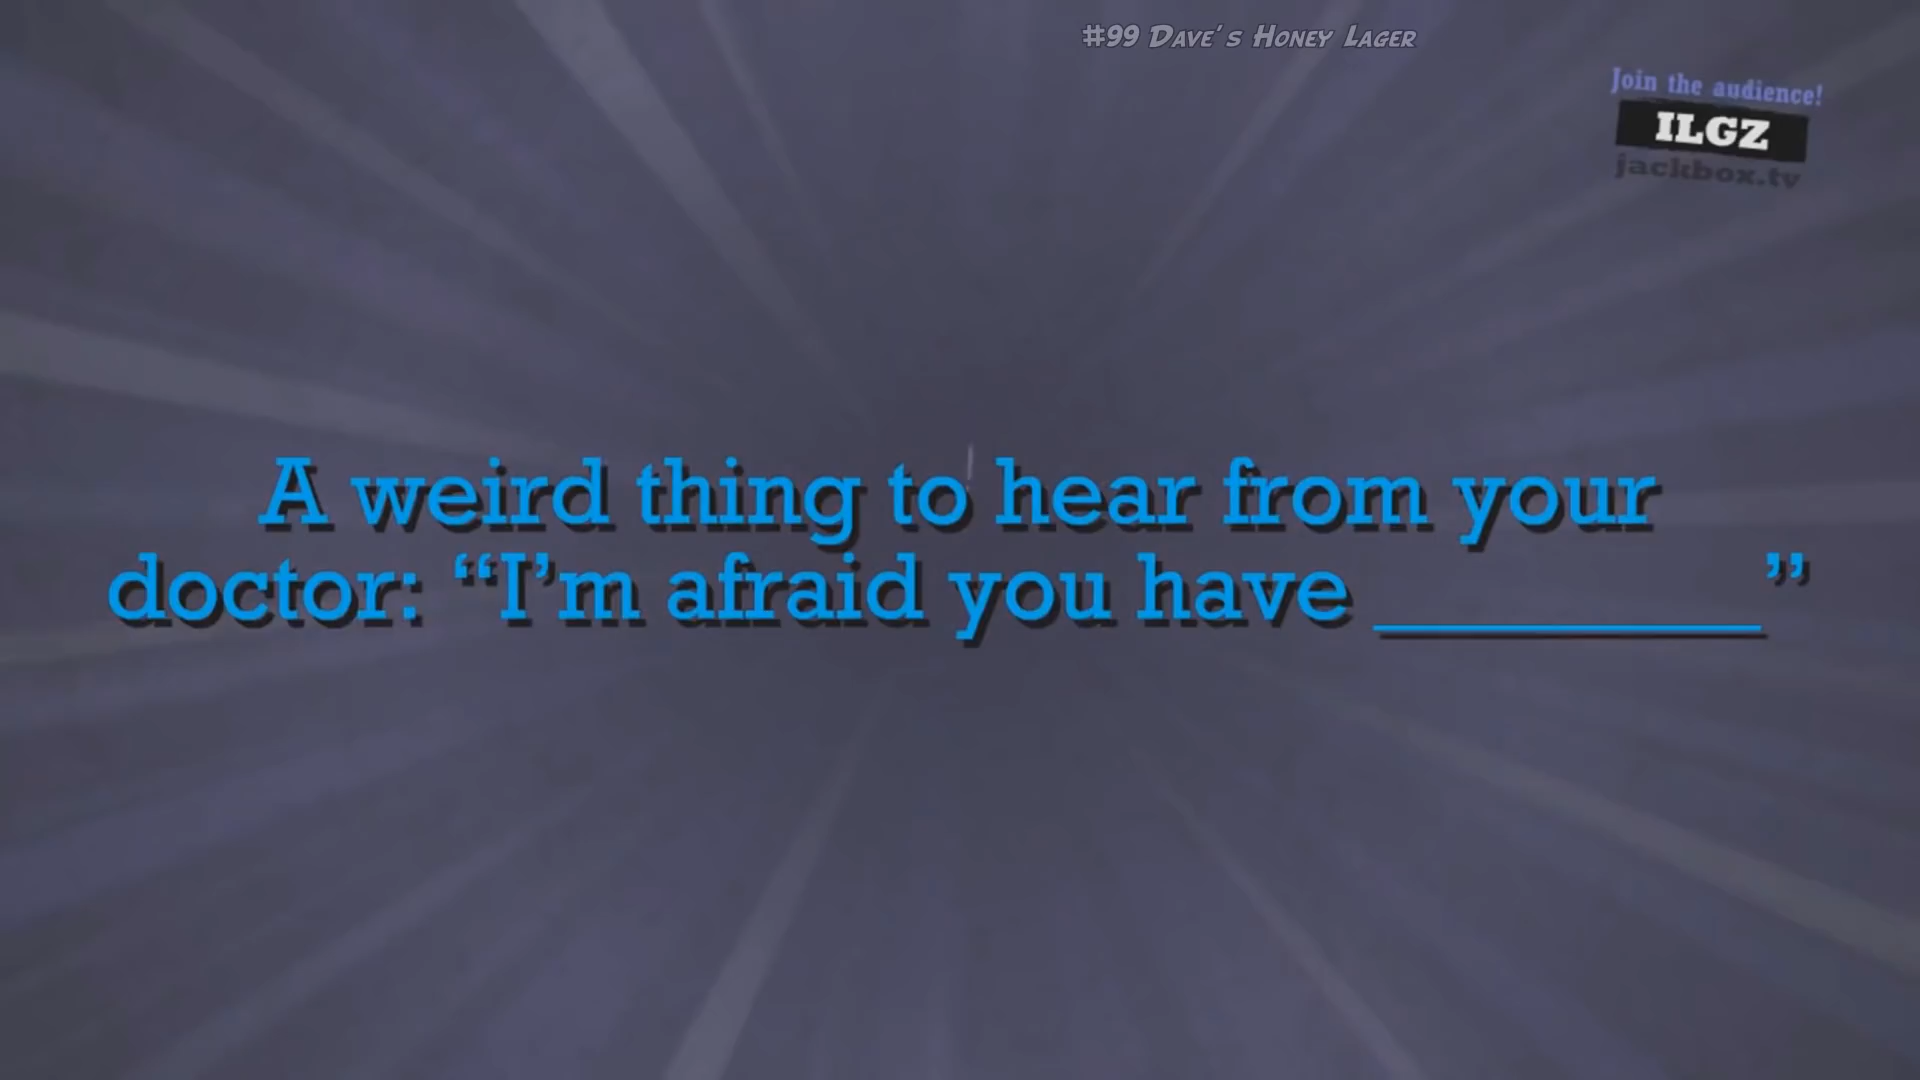 #99 Dave's Honey Lager
Join the audience!
ILGZ
jackbox.tv
A weird thing to hear from your
doctor: “I’m afraid you have ________”